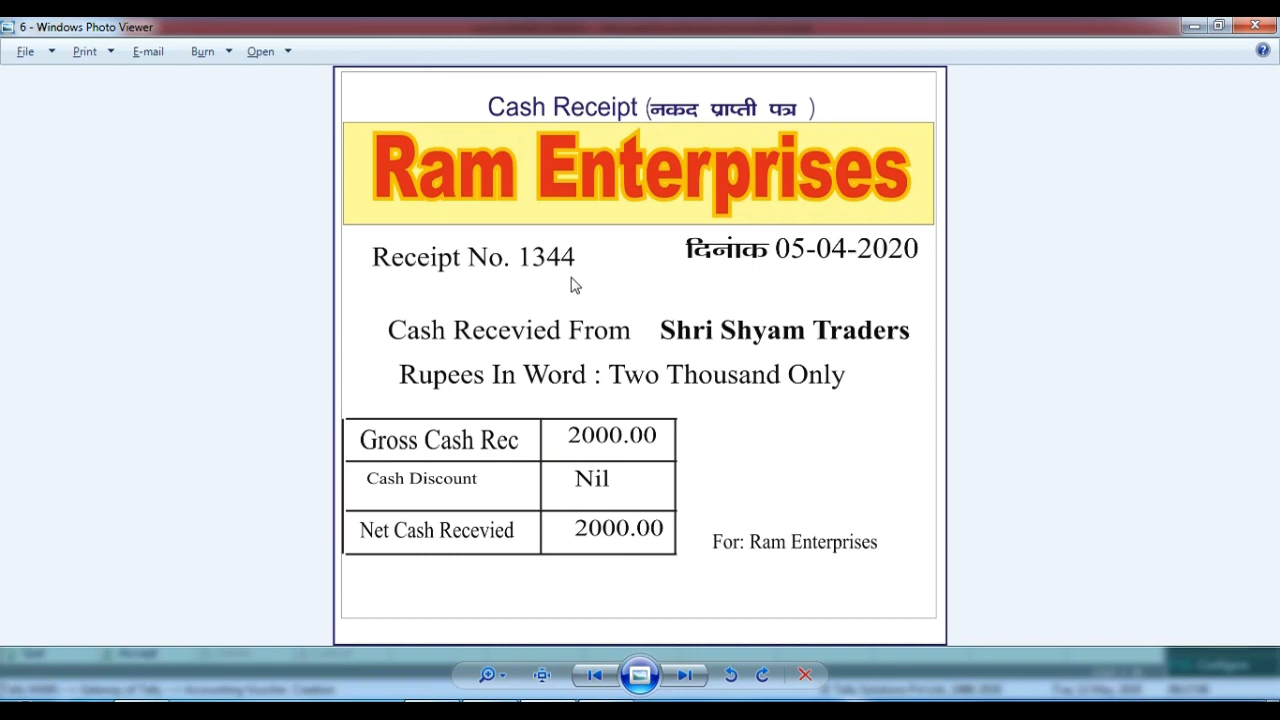 6 - Windows Photo Viewer
File Print E-mail Burn Open
Cash Receipt (नकद प्राप्ती पत्र )
Ram Enterprises
Receipt No. 1344
दिनांक 05-04-2020
Cash Recevied From Shri Shyam Traders
Rupees In Word : Two Thousand Only
Gross Cash Rec 2000.00
Cash Discount Nil
Net Cash Recevied 2000.00
For: Ram Enterprises